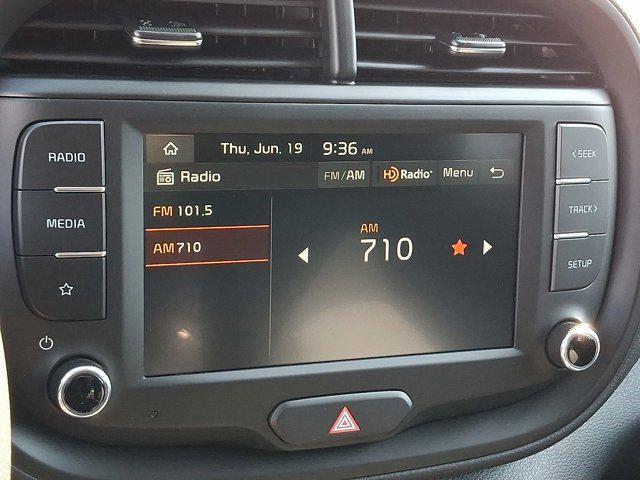 Thu, Jun. 19 9:36 AM
RADIO
MEDIA
Radio FM/AM HD Radio Menu
FM 101.5
AM 710
AM
710
< SEEK
TRACK >
SETUP